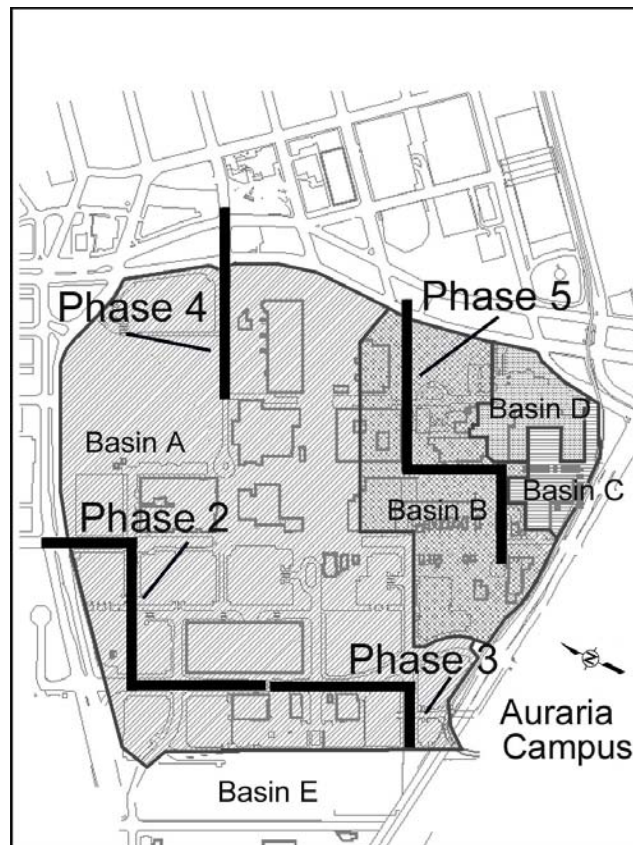 Phase 4
Phase 5
Basin D
Basin A
Basin C
Phase 2
Basin B
Phase 3
N
Auraria
Campus
Basin E